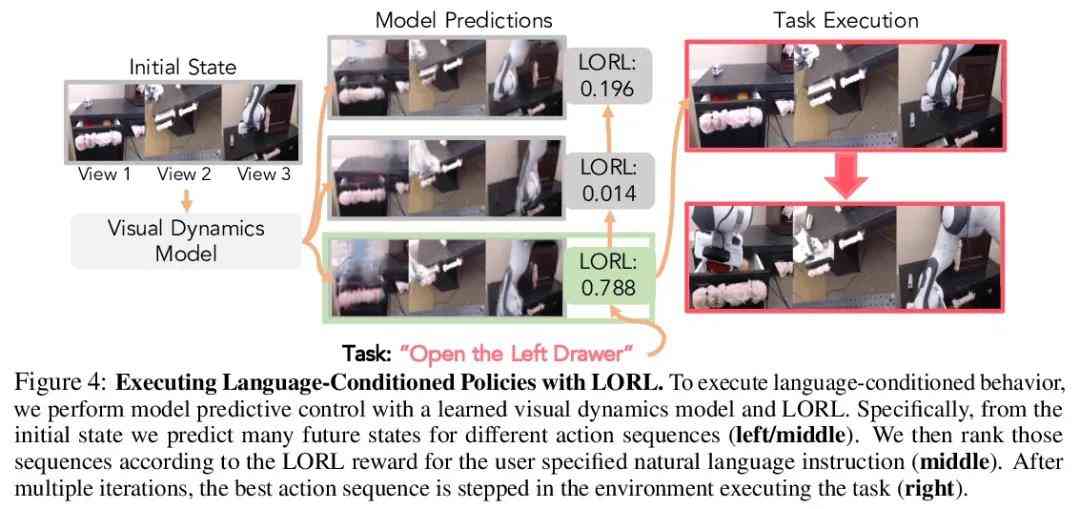 Model Predictions
Task Execution
Initial State
View 1 View 2 View 3
Visual Dynamics
Model
LORL:
0.196
LORL:
0.014
LORL:
0.788
Task: "Open the Left Drawer"
Figure 4: Executing Language-Conditioned Policies with LORL. To execute language-conditioned behavior,
we perform model predictive control with a learned visual dynamics model and LORL. Specifically, from the
initial state we predict many future states for different action sequences (left/middle). We then rank those
sequences according to the LORL reward for the user specified natural language instruction (middle). After
multiple iterations, the best action sequence is stepped in the environment executing the task (right).